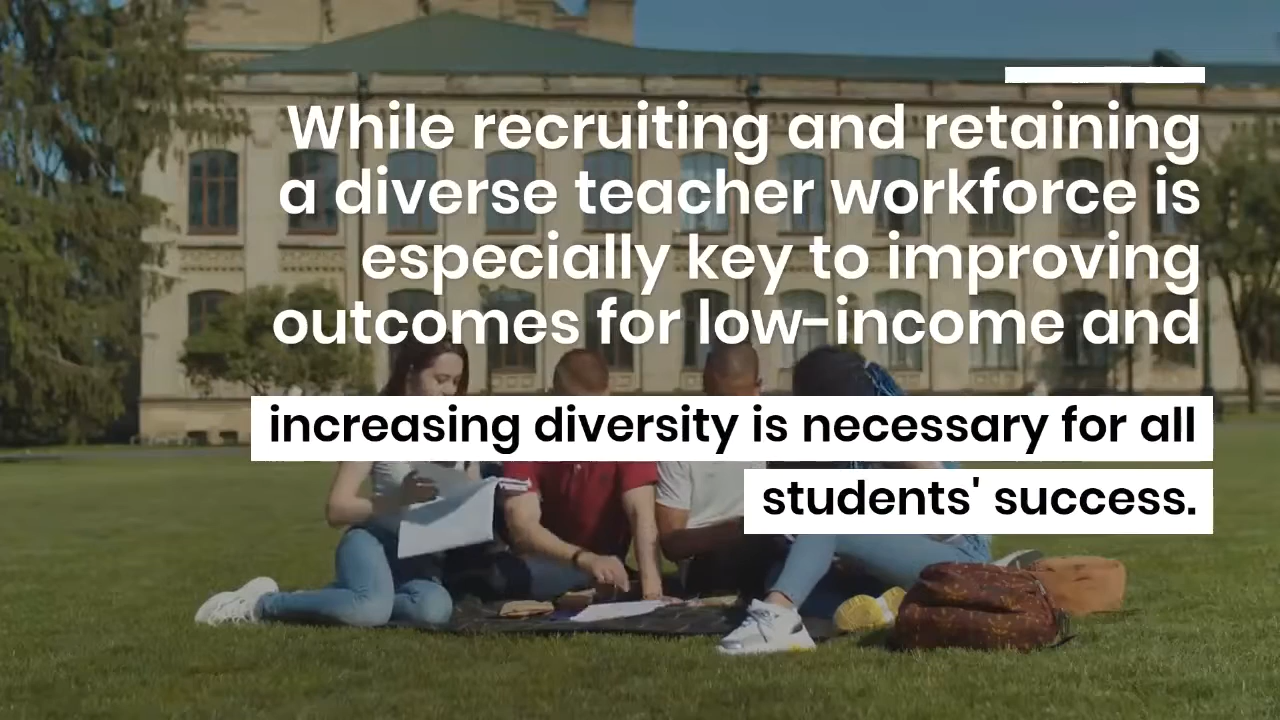 While recruiting and retaining
a diverse teacher workforce is
especially key to improving
outcomes for low-income and
increasing diversity is necessary for all
students' success.